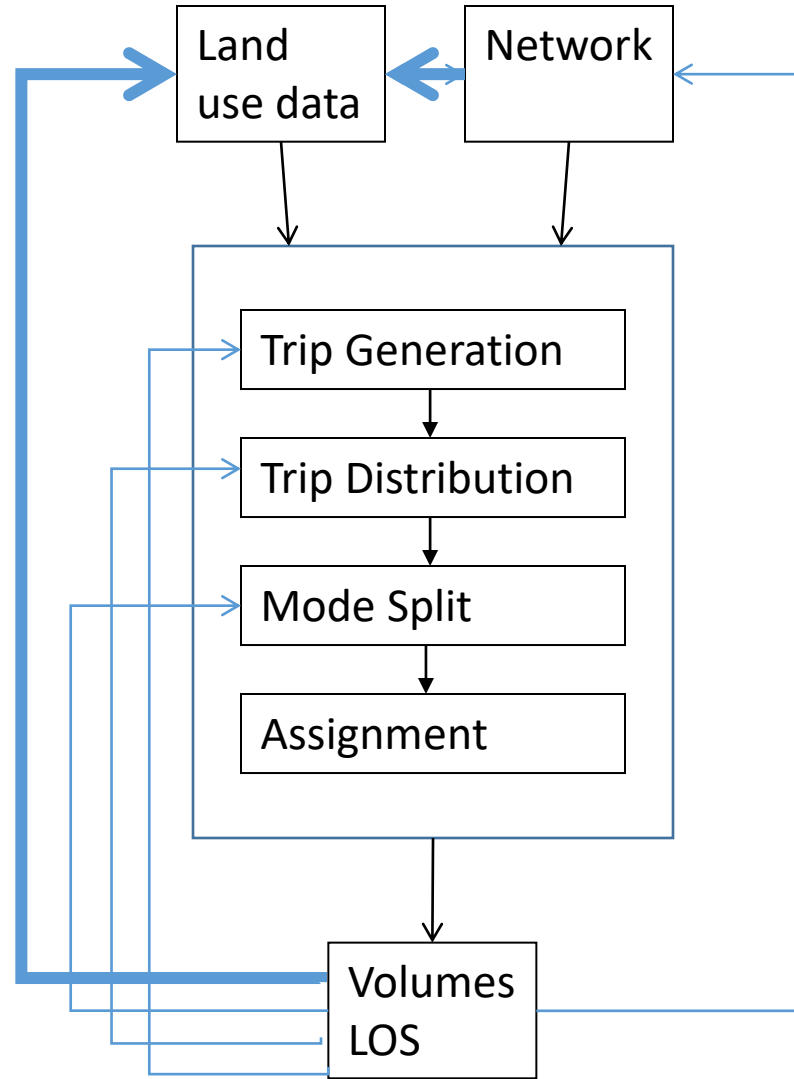 Land
use data
Network
Trip Generation
Trip Distribution
Mode Split
Assignment
Volumes
LOS